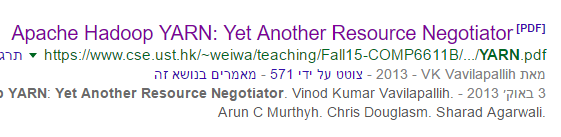 [PDF] Apache Hadoop YARN: Yet Another Resource Negotiator
https://www.cse.ust.hk/~weiwa/teaching/Fall15-COMP6611B/.../YARN.pdf ▼
מאת VK Vavilapallih - 2013 - צוטט על ידי 571 - מאמרים בנושא זה
3 באוק׳ 2013 - YARN: Yet Another Resource Negotiator. Vinod Kumar Vavilapallih.
Arun C Murthyh. Chris Douglasm. Sharad Agarwali.